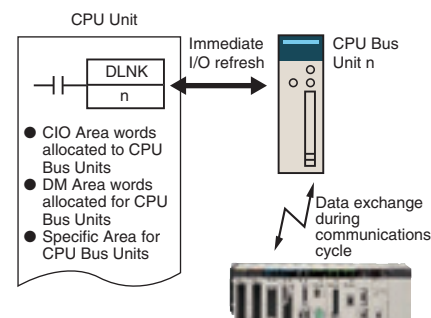 CPU Unit
DLNK
n
● CIO Area words
allocated to CPU
Bus Units
● DM Area words
allocated for CPU
Bus Units
● Specific Area for
CPU Bus Units
Immediate
I/O refresh
CPU Bus
Unit n
Data exchange
during
communications
cycle